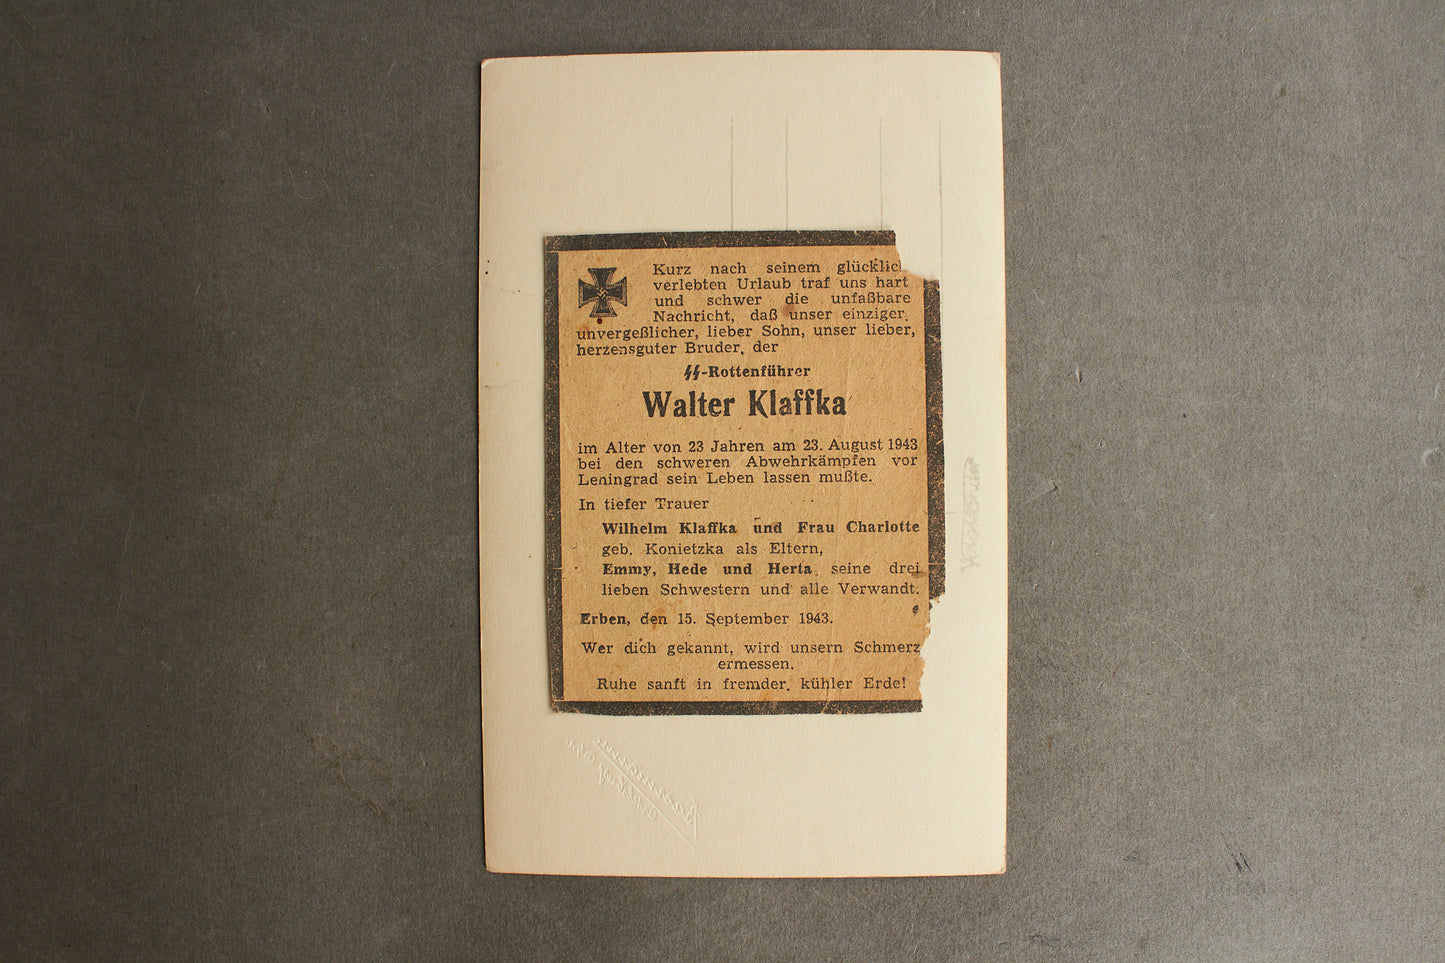 Kurz nach seinem glücklich
verlebten Urlaub traf uns hart
und schwer die unfaßbare
Nachricht, daß unser einziger,
unvergeßlicher, lieber Sohn, unser lieber,
herzensguter Bruder, der
ϟϟ-Rottenführer
Walter Klaffka
im Alter von 23 Jahren am 23. August 1943
bei den schweren Abwehrkämpfen vor
Leningrad sein Leben lassen mußte.
In tiefer Trauer
Wilhelm Klaffka und Frau Charlotte
geb. Konietzka als Eltern,
Emmy, Hede und Herta, seine drei
lieben Schwestern und alle Verwandt.
Erben, den 15. September 1943.
Wer dich gekannt, wird unsern Schmerz
ermessen.
Ruhe sanft in fremder, kühler Erde!